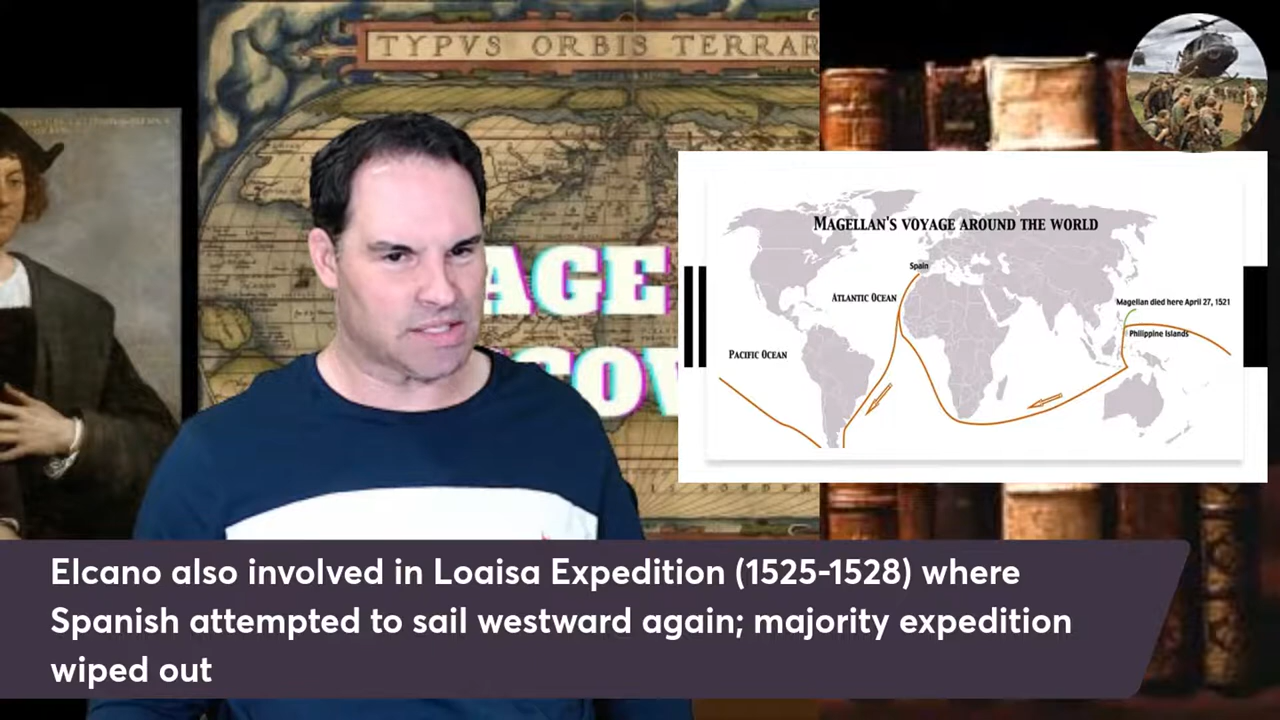 TYPVS ORBIS TERRAR
AGE
COV
MAGELLAN'S VOYAGE AROUND THE WORLD
Spain
ATLANTIC OCEAN
Magellan died here April 27, 1521
Philippine Islands
PACIFIC OCEAN
Elcano also involved in Loaisa Expedition (1525-1528) where
Spanish attempted to sail westward again; majority expedition
wiped out